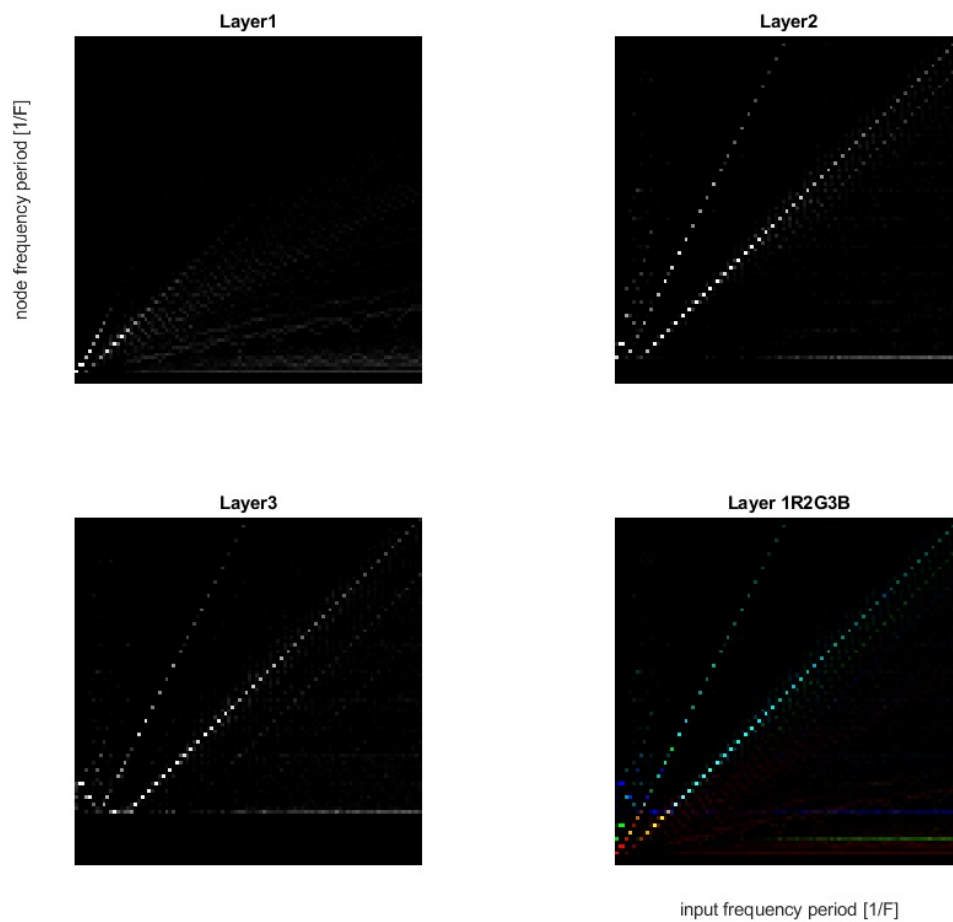 Layer1
Layer2
node frequency period [1/F]
Layer3
Layer 1R2G3B
input frequency period [1/F]